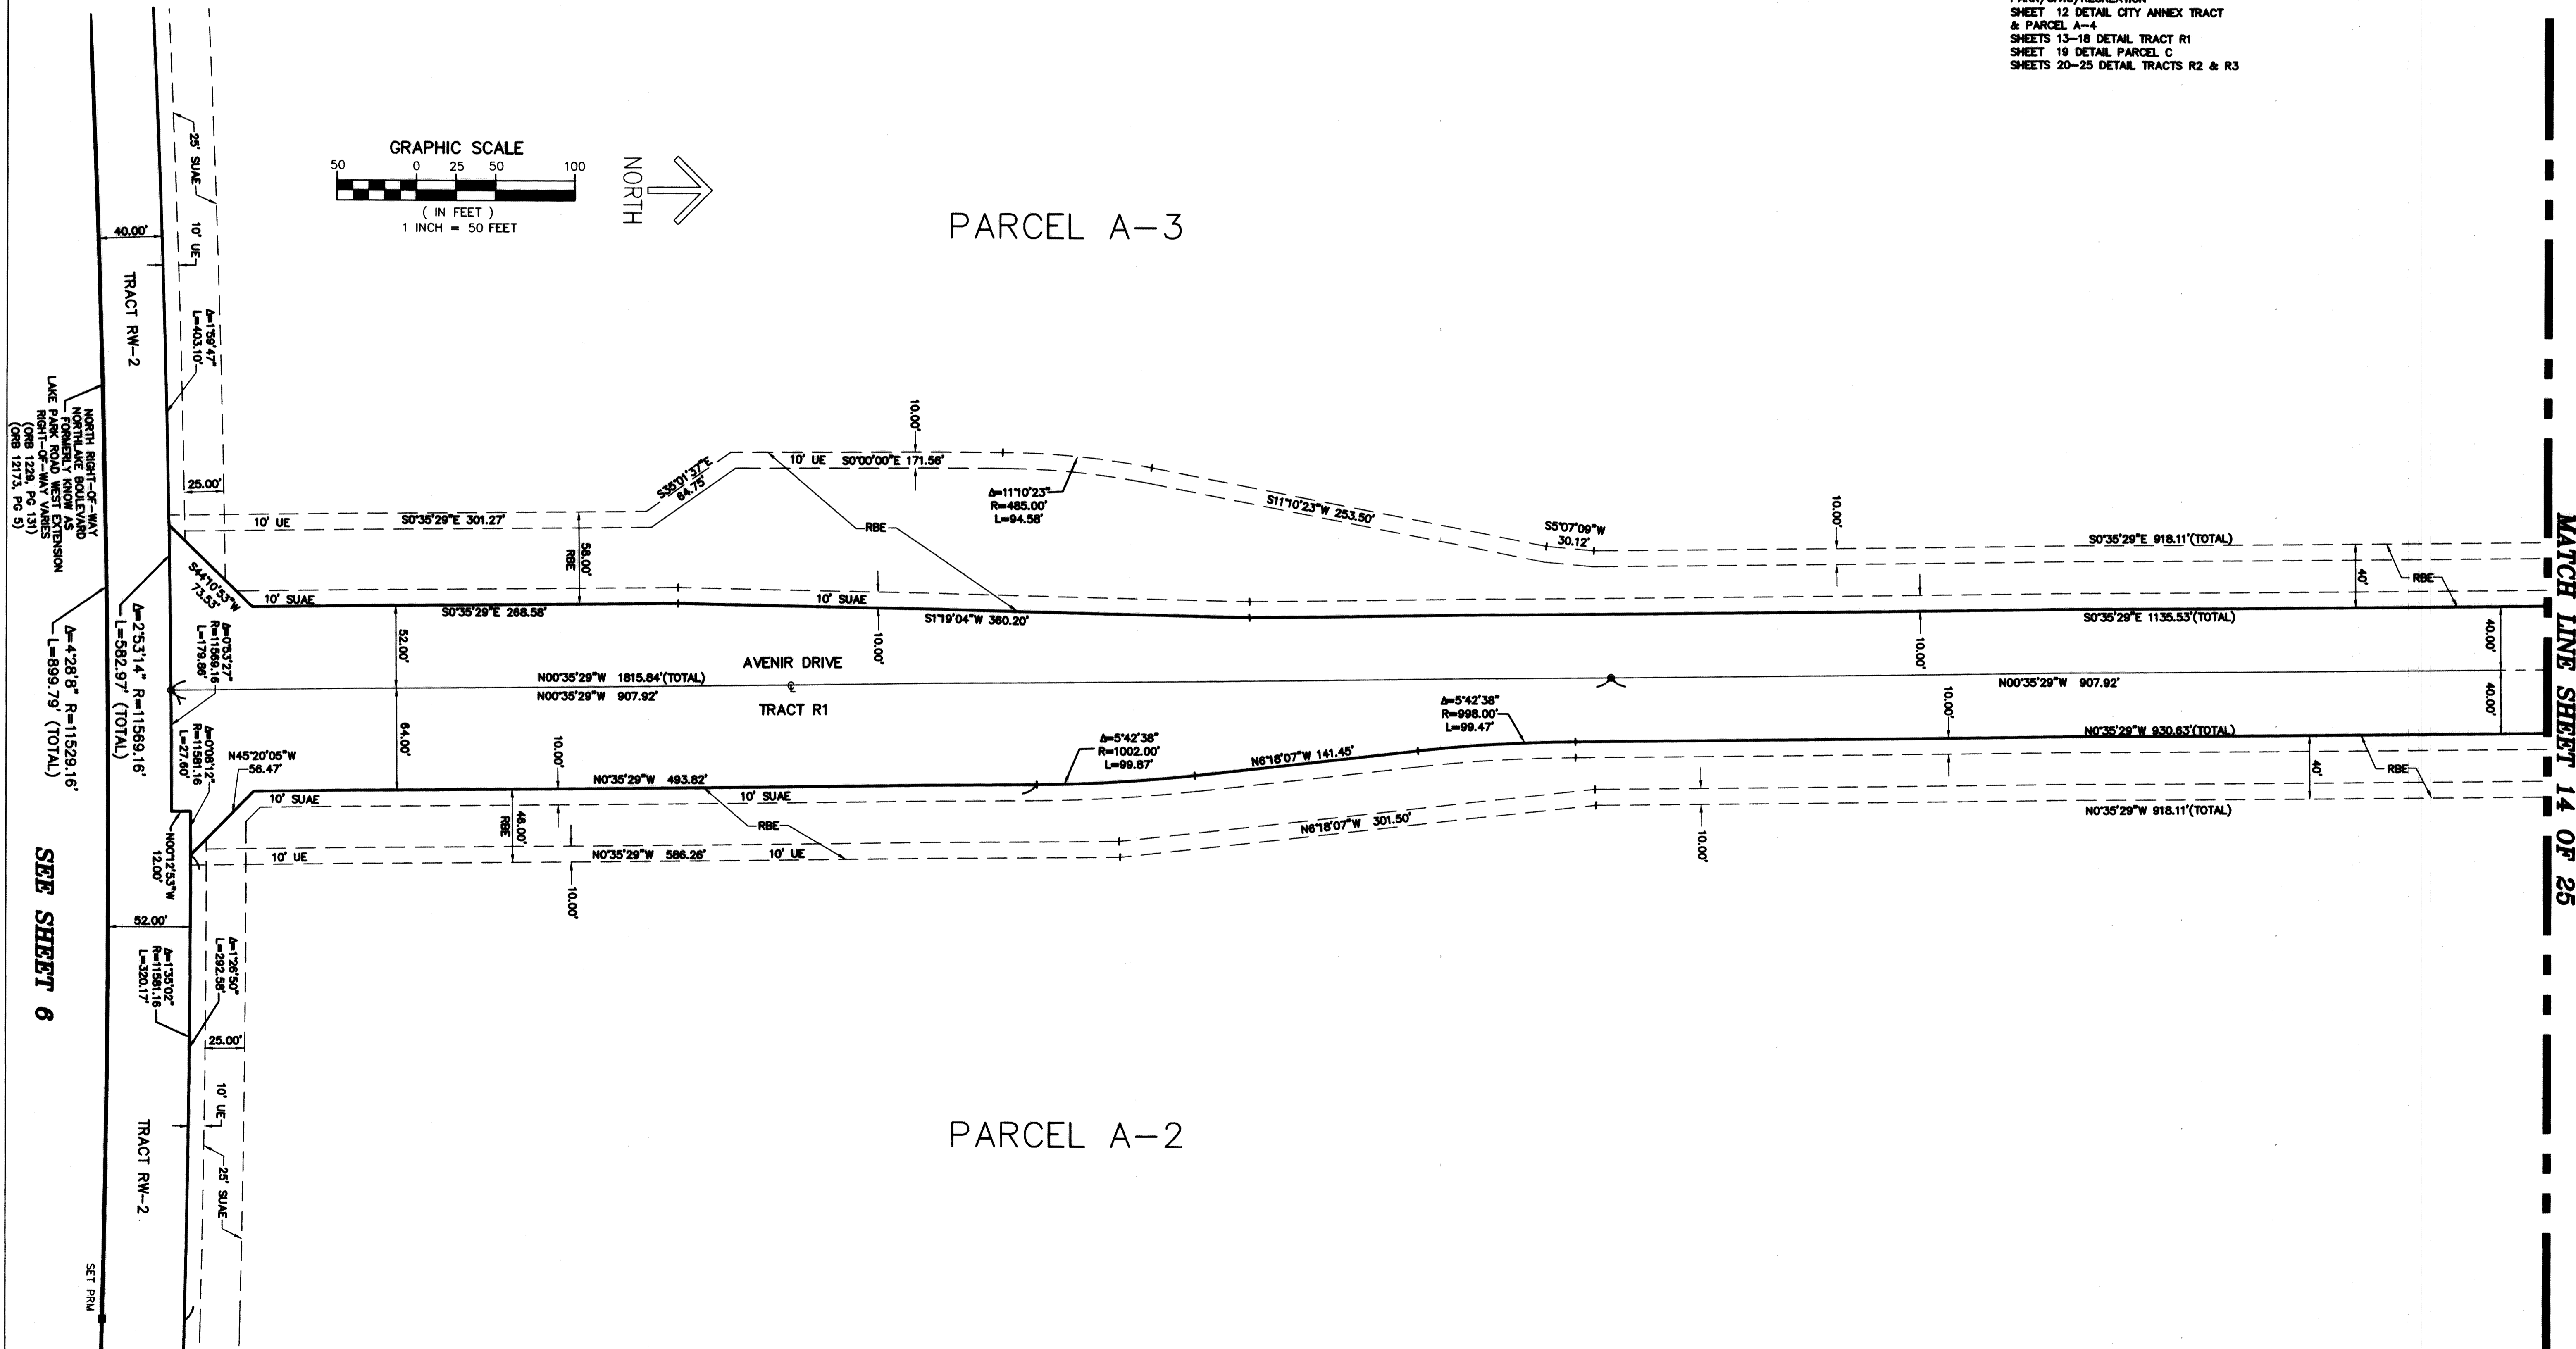 SHEET 12 DETAIL CITY ANNEX TRACT
& PARCEL A-4
SHEETS 13-18 DETAIL TRACT R1
SHEET 19 DETAIL PARCEL C
SHEETS 20-25 DETAIL TRACTS R2 & R3
GRAPHIC SCALE
50 0 25 50 100
( IN FEET )
1 INCH = 50 FEET
NORTH
PARCEL A-3
25' SUAE
10' UE
40.00'
TRACT RW-2
Δ=1°59'47"
L=403.10'
NORTH RIGHT-OF-WAY
NORTHLAKE BOULEVARD
FORMERLY KNOW AS
LAKE PARK ROAD WEST EXTENSION
RIGHT-OF-WAY VARIES
(ORB 1229, PG 131)
(ORB 12173, PG 5)
25.00'
10' UE
S0°35'29"E 301.27'
S35°01'37"E
64.75'
10' UE
S0°00'00"E 171.56'
10.00'
Δ=11°10'23"
R=485.00'
L=94.58'
RBE
S11°10'23"W 253.50'
S5°07'09"W
30.12'
10.00'
S0°35'29"E 918.11'(TOTAL)
40'
RBE
58.00'
RBE
S44°10'53"W
73.53'
10' SUAE
S0°35'29"E 268.58'
10' SUAE
10.00'
S1°19'04"W 360.20'
10.00'
S0°35'29"E 1135.53'(TOTAL)
40.00'
52.00'
AVENIR DRIVE
N00°35'29"W 1815.84'(TOTAL)
N00°35'29"W 907.92'
TRACT R1
N00°35'29"W 907.92'
40.00'
Δ=0°53'27"
R=11569.16
L=179.86'
Δ=2°53'14" R=11569.16'
L=582.97' (TOTAL)
Δ=4°28'8" R=11529.16'
L=899.79' (TOTAL)
Δ=0°08'12"
R=11581.16
L=27.60'
N45°20'05"W
56.47'
64.00'
10.00'
N0°35'29"W 493.82'
Δ=5°42'38"
R=1002.00'
L=99.87'
N6°18'07"W 141.45'
Δ=5°42'38"
R=998.00'
L=99.47'
10.00'
N0°35'29"W 930.63'(TOTAL)
40'
RBE
10' SUAE
10' SUAE
46.00'
RBE
RBE
N6°18'07"W 301.50'
10.00'
N0°35'29"W 918.11'(TOTAL)
10' UE
N0°35'29"W 586.26'
10' UE
10.00'
N00°12'53"W
12.00'
52.00'
Δ=1°26'50"
L=292.58'
Δ=1°35'02"
R=11581.16
L=320.17'
25.00'
10' UE
25' SUAE
TRACT RW-2
SET PRM
SEE SHEET 6
PARCEL A-2
MATCH LINE SHEET 14 OF 25